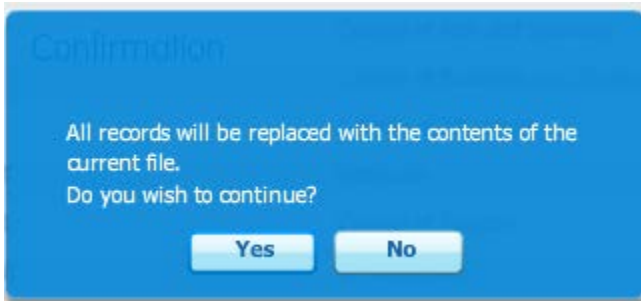 Confirmation
All records will be replaced with the contents of the
current file.
Do you wish to continue?
Yes No